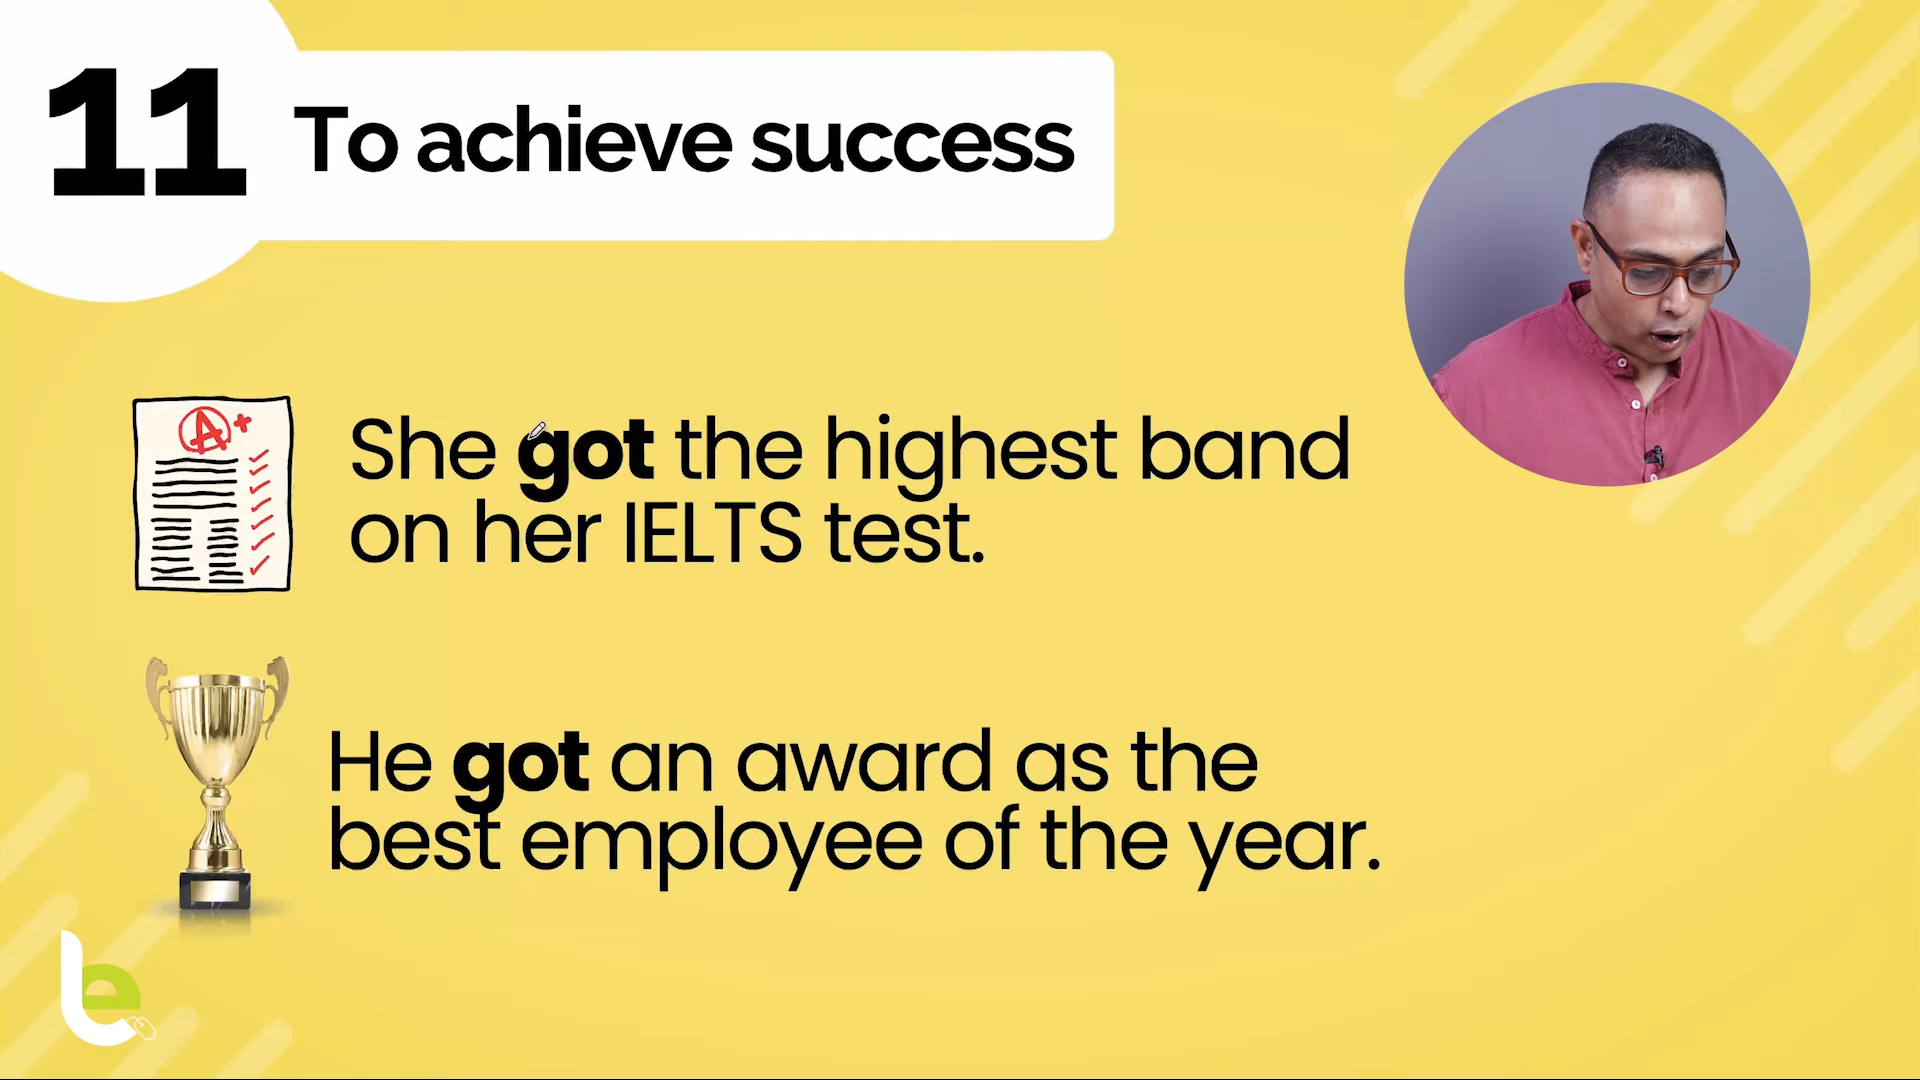 11 To achieve success
A+
She got the highest band
on her IELTS test.
He got an award as the
best employee of the year.
le